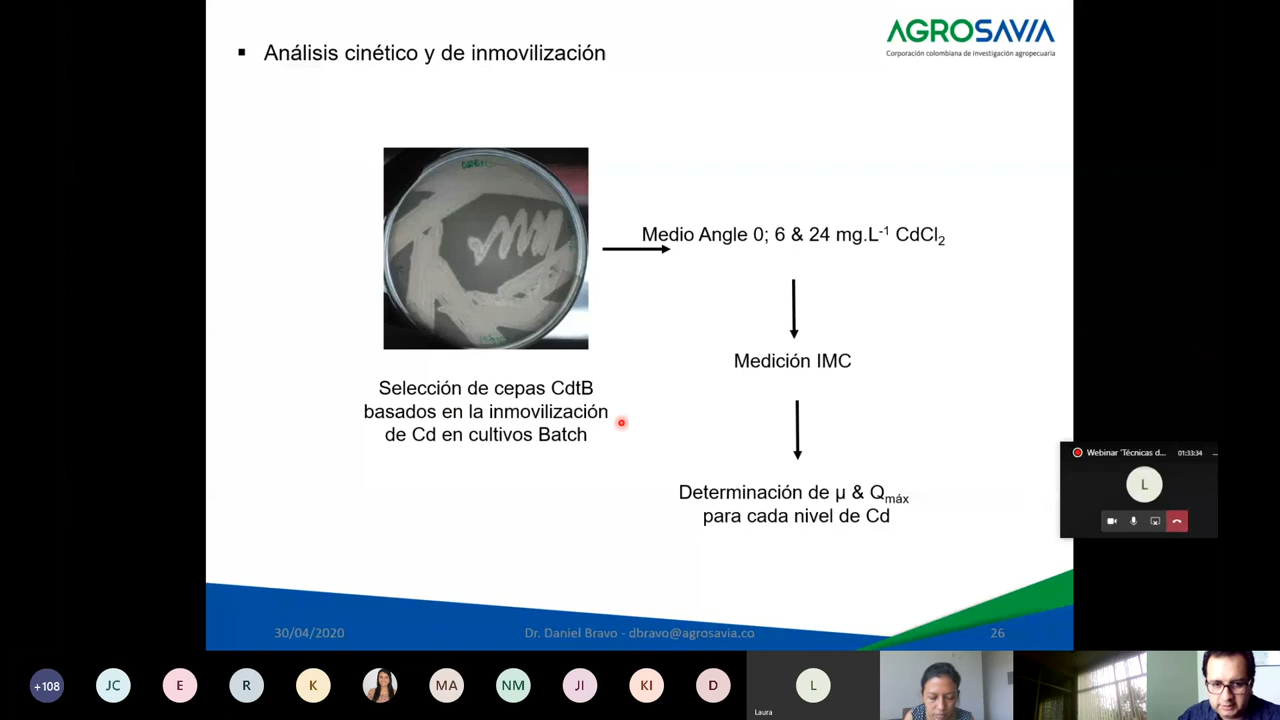 ▪ Análisis cinético y de inmovilización
AGROSAVIA
Corporación colombiana de investigación agropecuaria
Medio Angle 0; 6 & 24 mg.L⁻¹ CdCl₂
Medición IMC
Selección de cepas CdtB
basados en la inmovilización
de Cd en cultivos Batch
Determinación de µ & Qmáx
para cada nivel de Cd
Webinar 'Técnicas d... 01:33:34
L
30/04/2020
Dr. Daniel Bravo - dbravo@agrosavia.co
26
+108
JC
E
R
K
MA
NM
JI
KI
D
L
Laura